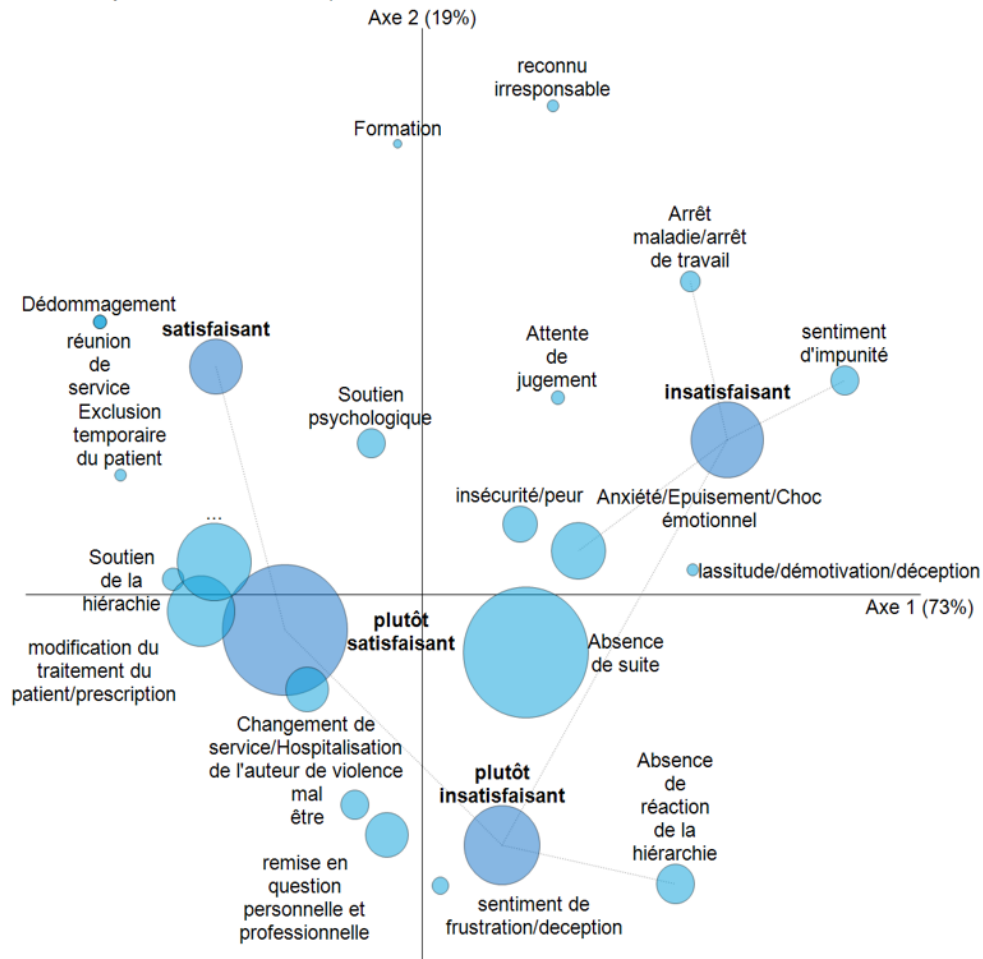 Axe 2 (19%)
reconnu
irresponsable
Formation
Arrêt
maladie/arrêt
de travail
Dédommagement
satisfaisant
réunion
de
service
Exclusion
temporaire
du patient
Attente
de
jugement
sentiment
d'impunité
insatisfaisant
Soutien
psychologique
insécurité/peur
Anxiété/Epuisement/Choc
émotionnel
...
Soutien
de la
hiérachie
lassitude/démotivation/déception
Axe 1 (73%)
plutôt
satisfaisant
Absence
de suite
modification du
traitement du
patient/prescription
Changement de
service/Hospitalisation
de l'auteur de violence
mal
être
plutôt
insatisfaisant
Absence
de
réaction
de la
hiérarchie
remise en
question
personnelle et
professionnelle
sentiment de
frustration/deception